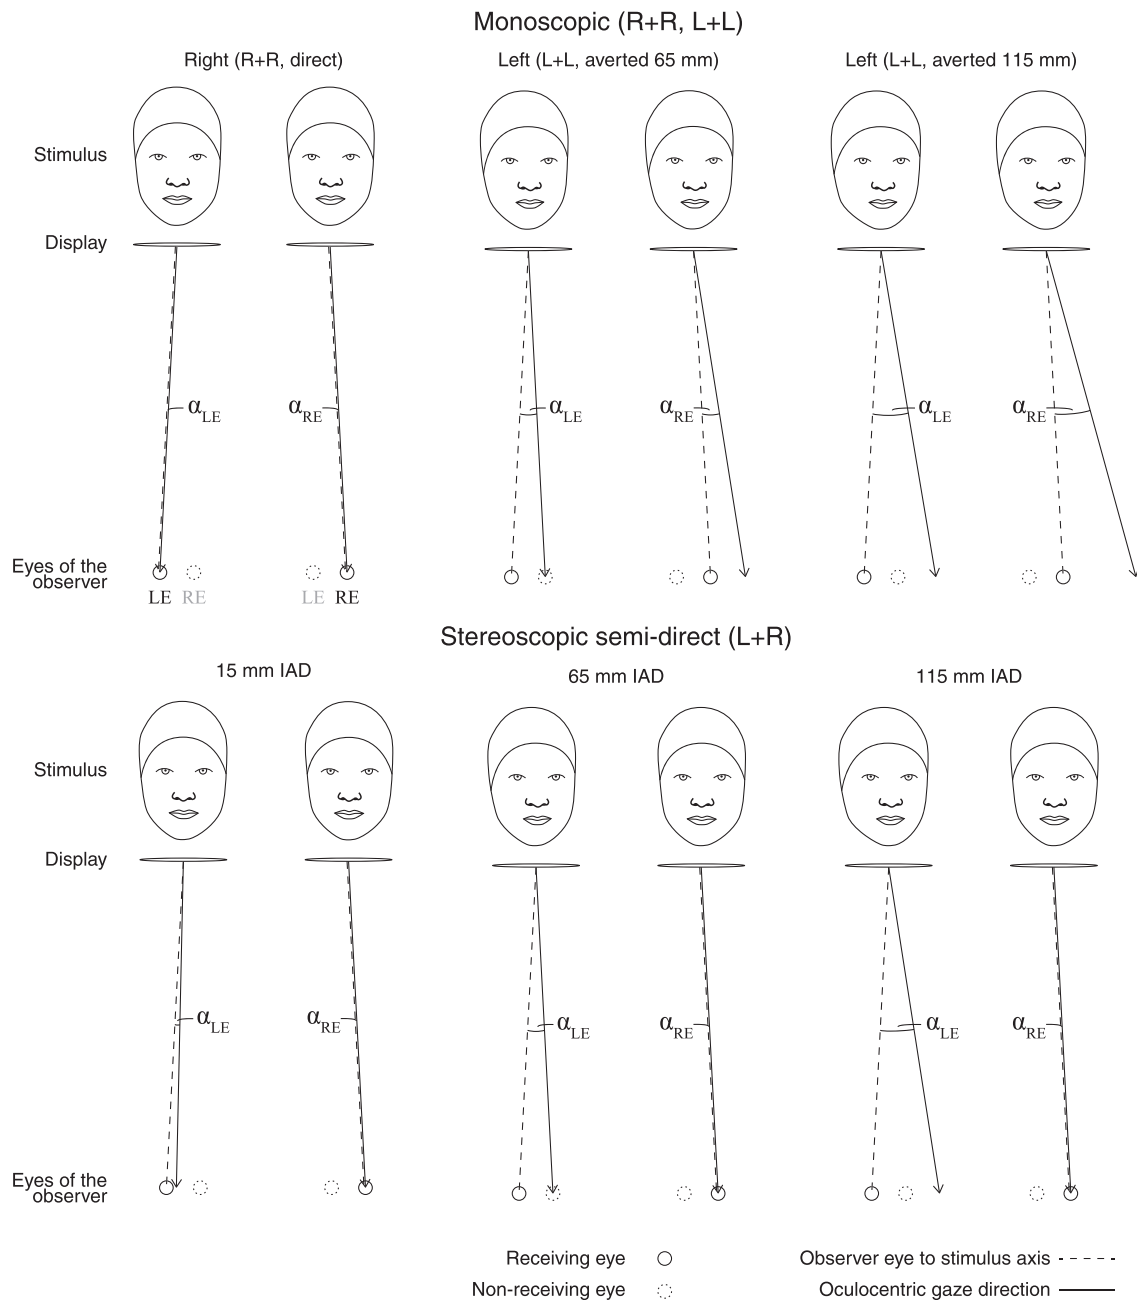 Monoscopic (R+R, L+L)
Right (R+R, direct)
Left (L+L, averted 65 mm)
Left (L+L, averted 115 mm)
Stimulus
Display
αLE
αRE
αLE
αRE
αLE
αRE
Eyes of the
observer
LE RE
LE RE
Stereoscopic semi-direct (L+R)
15 mm IAD
65 mm IAD
115 mm IAD
Stimulus
Display
αLE
αRE
αLE
αRE
αLE
αRE
Eyes of the
observer
Receiving eye
Observer eye to stimulus axis
Non-receiving eye
Oculocentric gaze direction